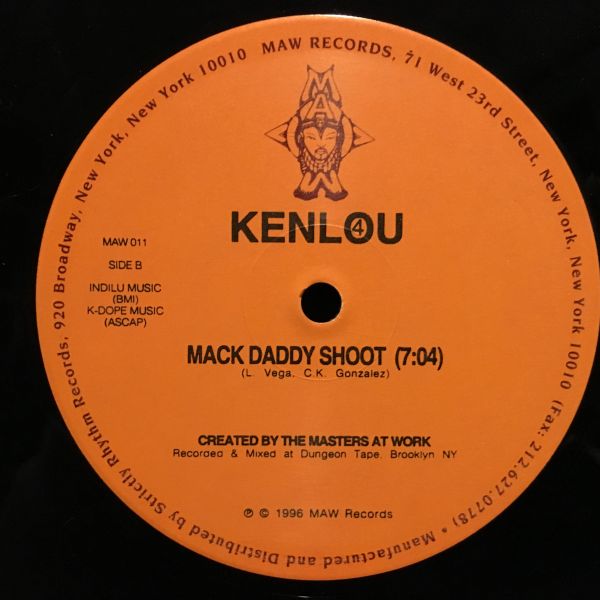 MAW RECORDS, 71 West 23rd Street, New York, New York 10010 (Fax: 212.627.0778) • Manufactured and Distributed by Strictly Rhythm Records, 920 Broadway, New York, New York 10010
MAW
KENLOU
4
MAW 011
SIDE B
INDILU MUSIC
(BMI)
K-DOPE MUSIC
(ASCAP)
MACK DADDY SHOOT (7:04)
(L. Vega, C.K. Gonzalez)
CREATED BY THE MASTERS AT WORK
Recorded & Mixed at Dungeon Tape, Brooklyn NY
℗ © 1996 MAW Records